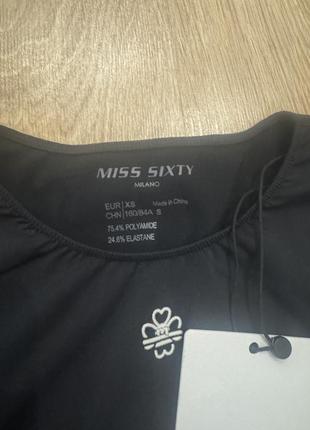 MISS SIXTY
MILANO
EUR | XS Made in China
CHN | 160/84A S
75.4% POLYAMIDE
24.6% ELASTANE